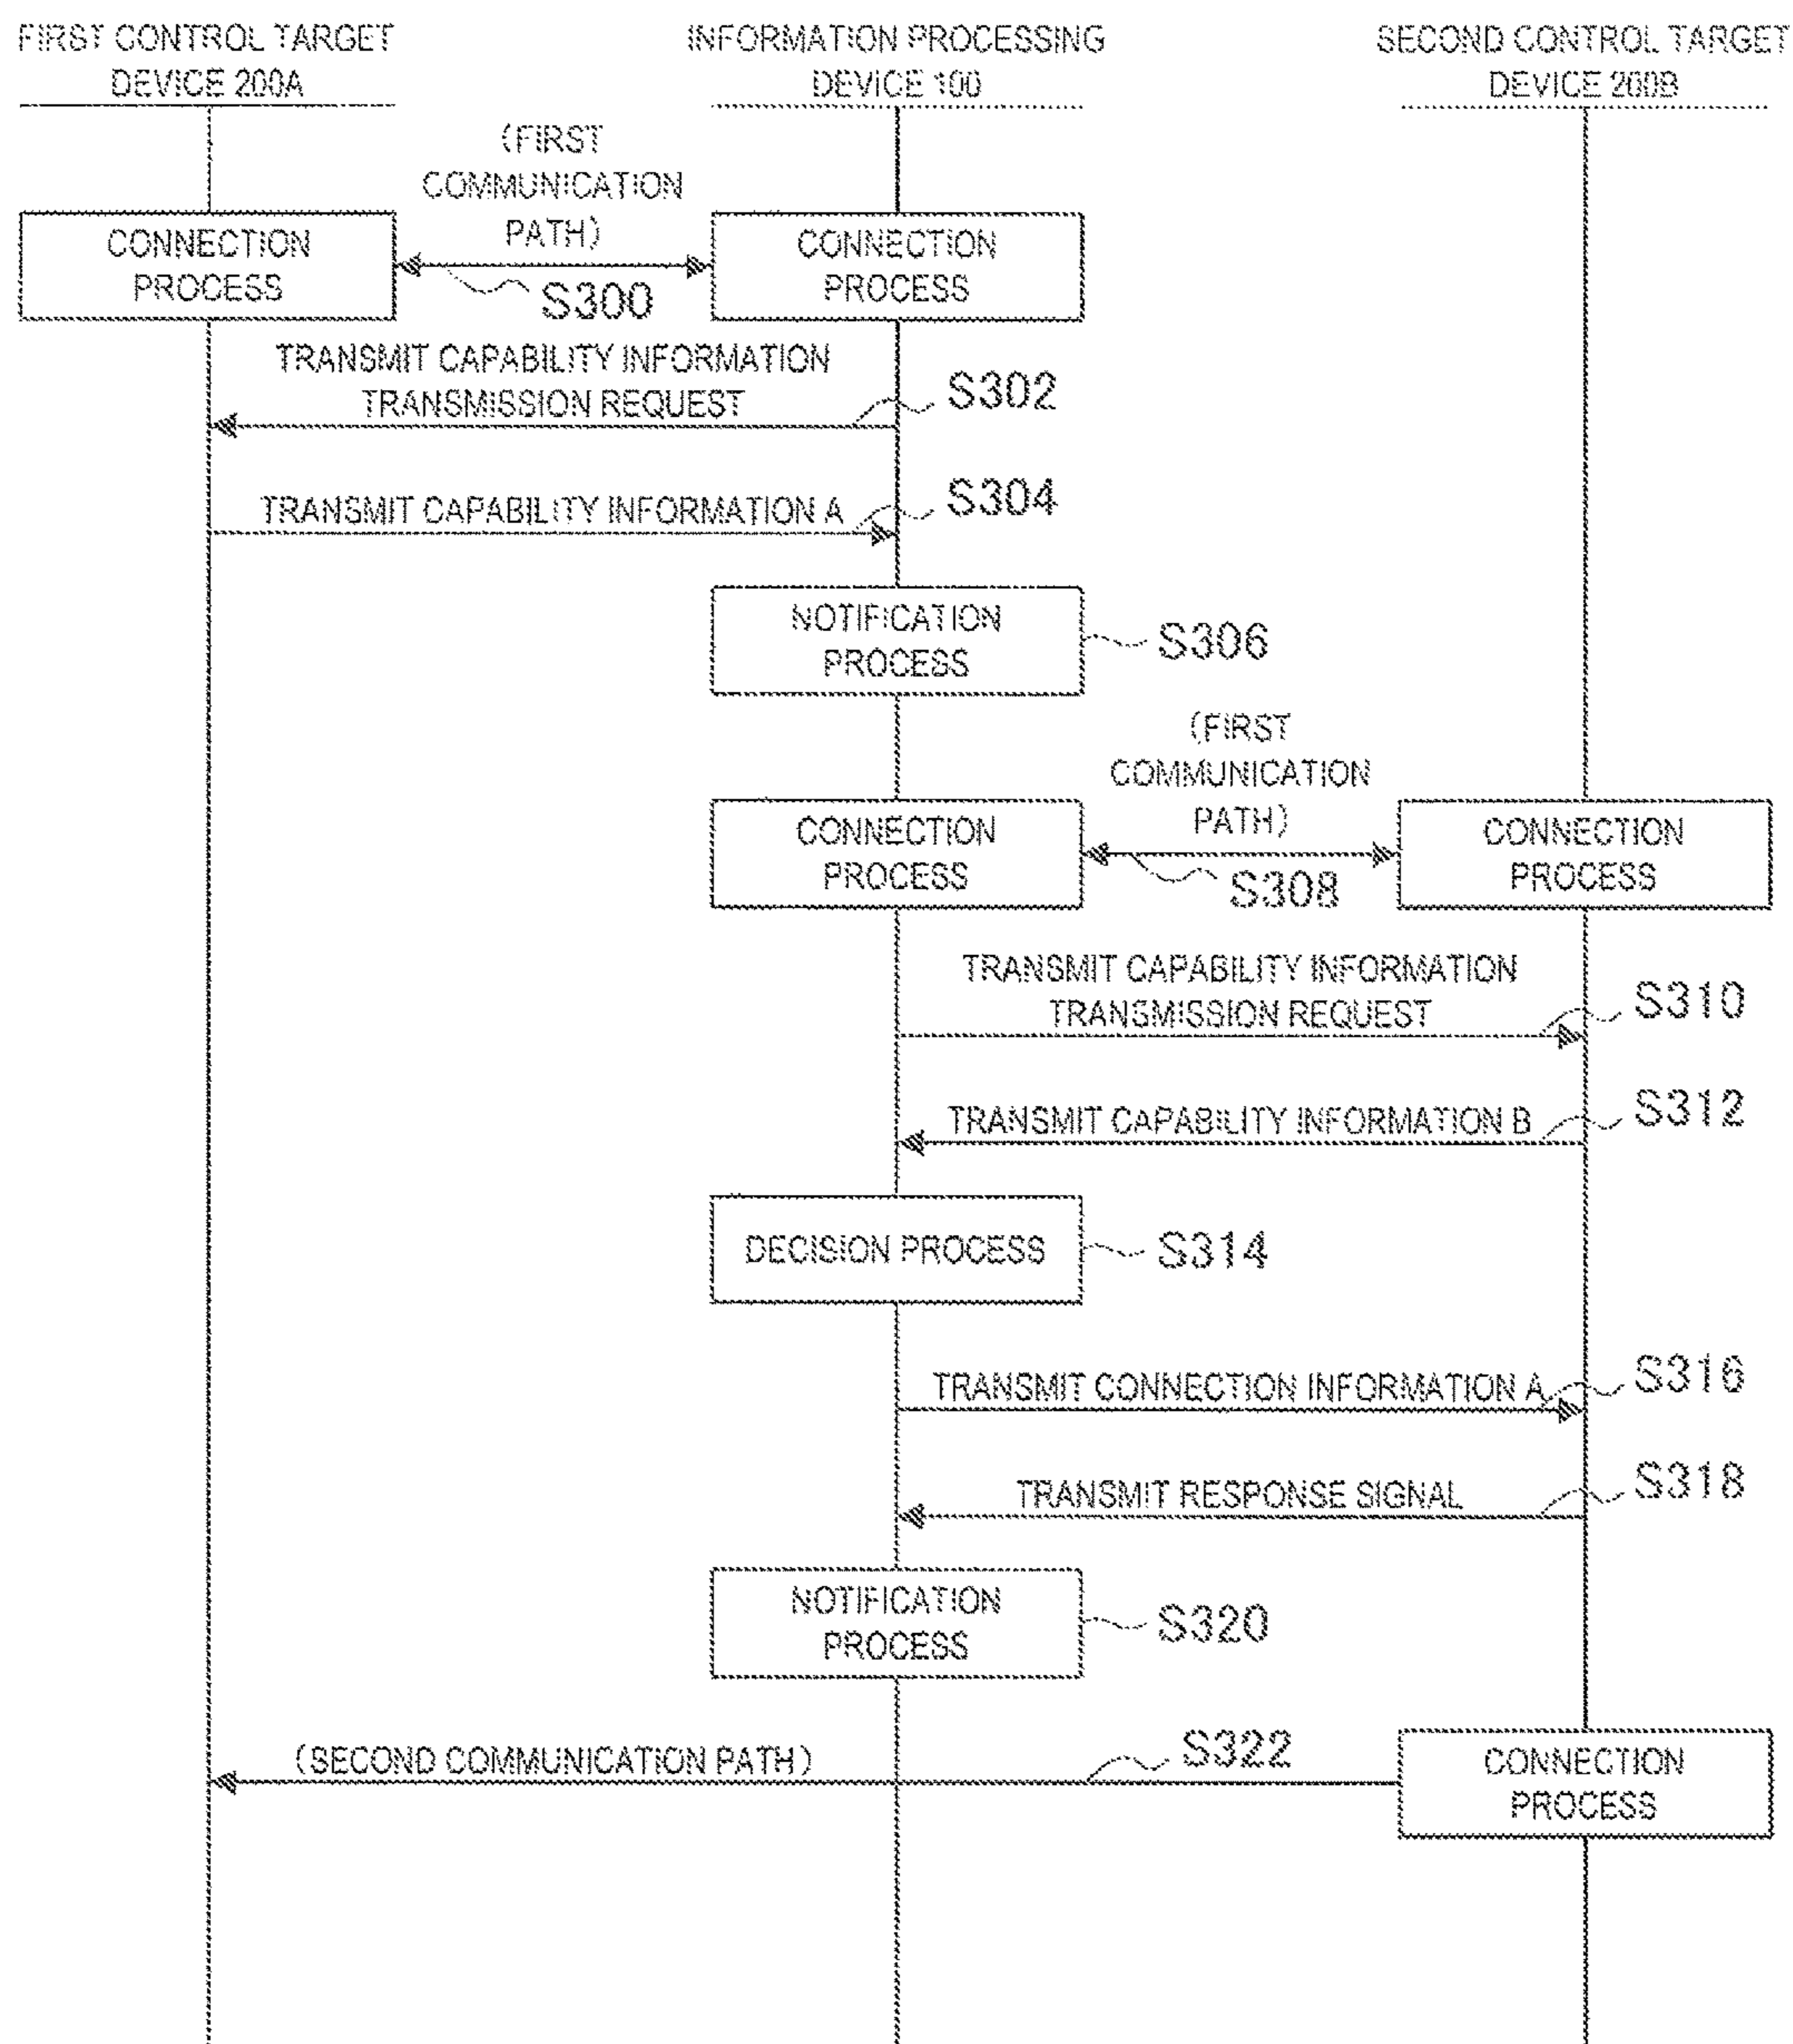 FIRST CONTROL TARGET
DEVICE 200A
INFORMATION PROCESSING
DEVICE 100
SECOND CONTROL TARGET
DEVICE 200B
(FIRST
COMMUNICATION
PATH)
CONNECTION
PROCESS
CONNECTION
PROCESS
S300
TRANSMIT CAPABILITY INFORMATION
TRANSMISSION REQUEST
S302
TRANSMIT CAPABILITY INFORMATION A
S304
NOTIFICATION
PROCESS
S306
(FIRST
COMMUNICATION
PATH)
CONNECTION
PROCESS
CONNECTION
PROCESS
S308
TRANSMIT CAPABILITY INFORMATION
TRANSMISSION REQUEST
S310
TRANSMIT CAPABILITY INFORMATION B
S312
DECISION PROCESS
S314
TRANSMIT CONNECTION INFORMATION A
S316
TRANSMIT RESPONSE SIGNAL
S318
NOTIFICATION
PROCESS
S320
(SECOND COMMUNICATION PATH)
S322
CONNECTION
PROCESS